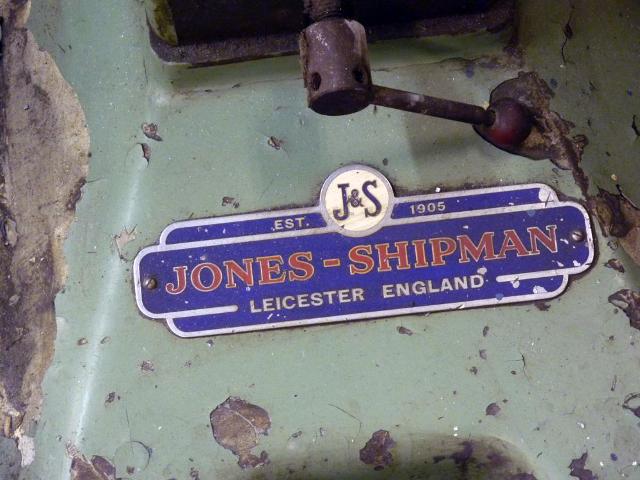 J&S
EST. 1905
JONES-SHIPMAN
LEICESTER ENGLAND